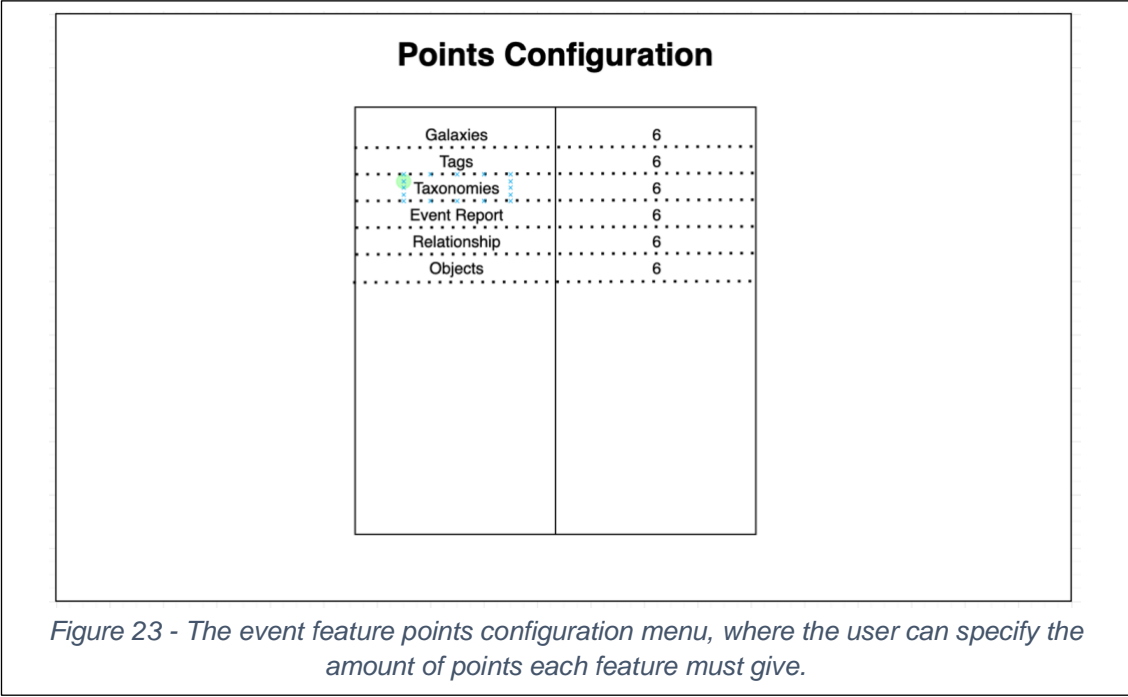 Points Configuration
Galaxies 6
Tags 6
Taxonomies 6
Event Report 6
Relationship 6
Objects 6
Figure 23 - The event feature points configuration menu, where the user can specify the
amount of points each feature must give.